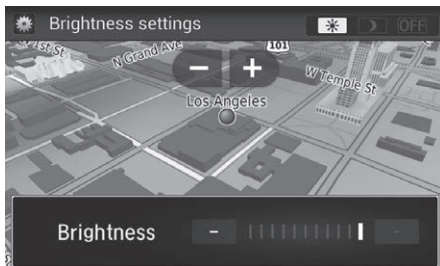 Brightness settings
OFF
W 1st St
N Grand Ave
101
W Temple St
- +
Los Angeles
Brightness - +